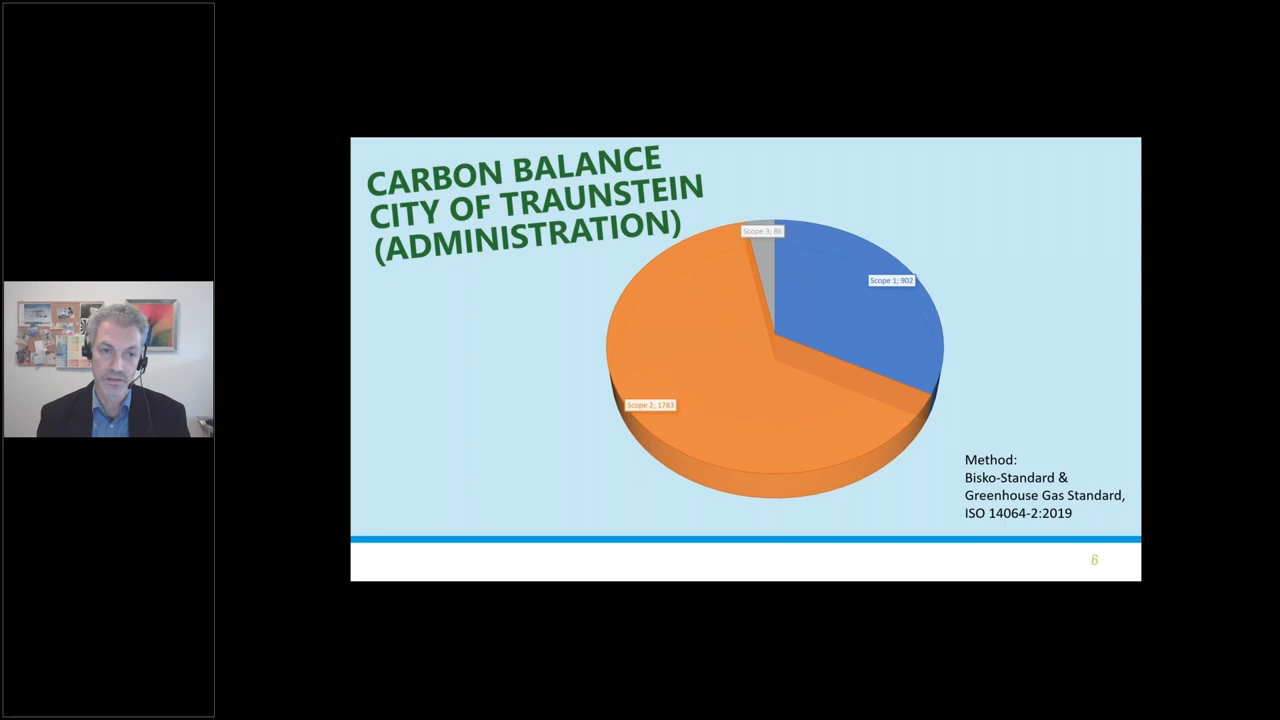 CARBON BALANCE
CITY OF TRAUNSTEIN
(ADMINISTRATION)
Scope 3; 86
Scope 1; 902
Scope 2; 1783
Method:
Bisko-Standard &
Greenhouse Gas Standard,
ISO 14064-2:2019
6